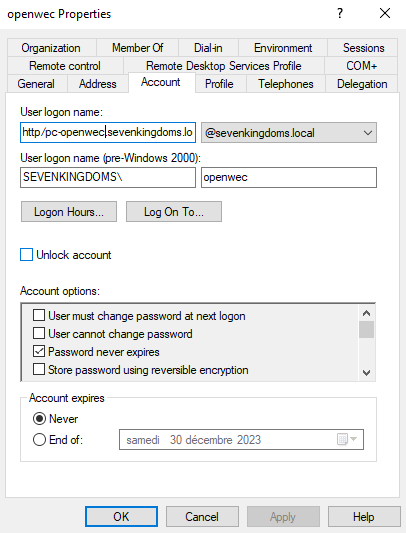 openwec Properties
?
Organization Member Of Dial-in Environment Sessions
Remote control Remote Desktop Services Profile COM+
General Address Account Profile Telephones Delegation
User logon name:
http/pc-openwec.sevenkingdoms.lo @sevenkingdoms.local
User logon name (pre-Windows 2000):
SEVENKINGDOMS\ openwec
Logon Hours... Log On To...
Unlock account
Account options:
User must change password at next logon
User cannot change password
Password never expires
Store password using reversible encryption
Account expires
Never
End of: samedi 30 décembre 2023
OK Cancel Apply Help